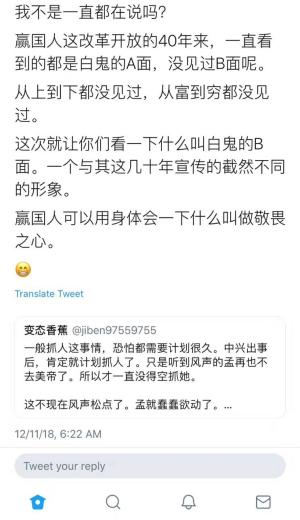 我不是一直都在说吗?
赢国人这改革开放的40年来，一直看
到的都是白鬼的A面，没见过B面呢。
从上到下都没见过，从富到穷都没见
过。
这次就让你们看一下什么叫白鬼的B
面。一个与其这几十年宣传的截然不同
的形象。
赢国人可以用身体会一下什么叫做敬畏
之心。
😁
Translate Tweet
变态香蕉 @jiben97559755
一般抓人这事情，恐怕都需要计划很久。中兴出事
后，肯定就计划抓人了。只是听到风声的孟再也不
去美帝了。所以才一直没得空抓她。
这不现在风声松点了。孟就蠢蠢欲动了。...
12/11/18, 6:22 AM
Tweet your reply